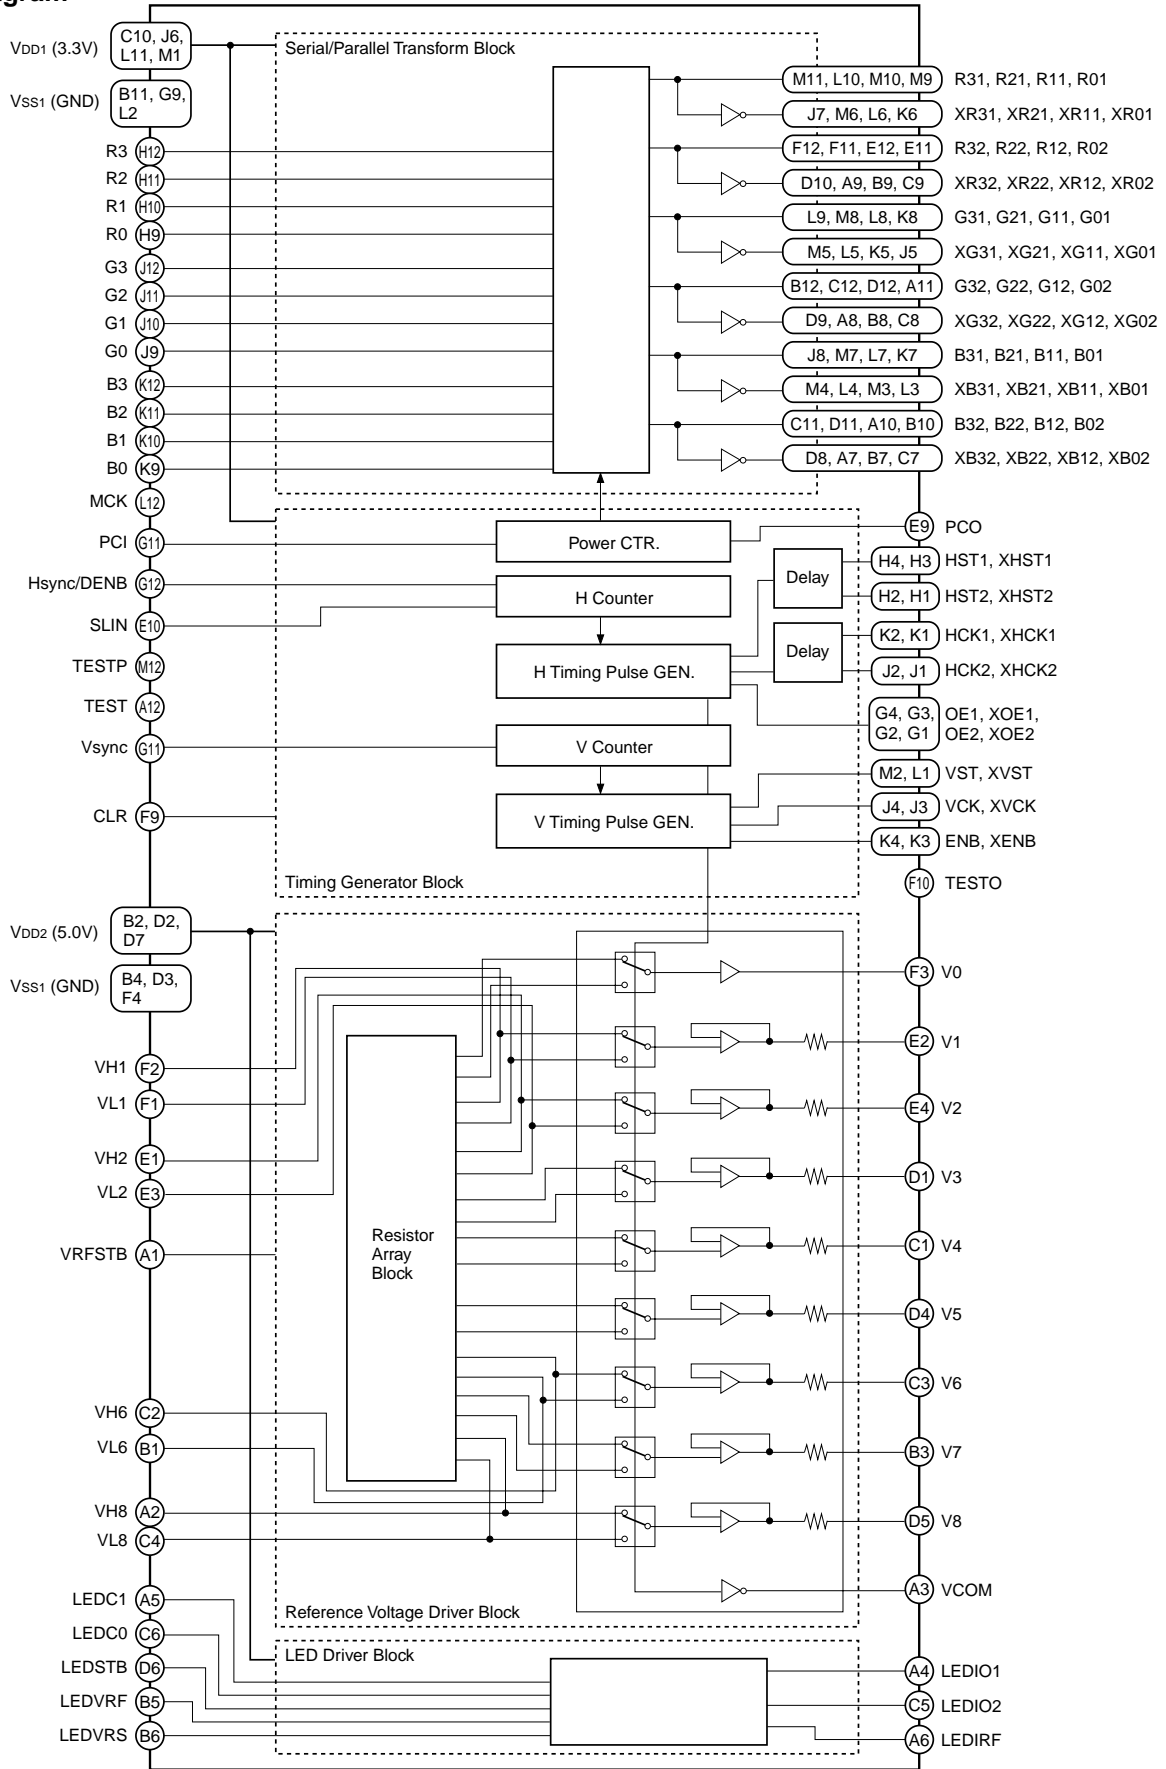 VDD1 (3.3V)
C10, J6,
L11, M1
Serial/Parallel Transform Block
VSS1 (GND)
B11, G9,
L2
M11, L10, M10, M9 R31, R21, R11, R01
J7, M6, L6, K6 XR31, XR21, XR11, XR01
F12, F11, E12, E11 R32, R22, R12, R02
D10, A9, B9, C9 XR32, XR22, XR12, XR02
L9, M8, L8, K8 G31, G21, G11, G01
M5, L5, K5, J5 XG31, XG21, XG11, XG01
B12, C12, D12, A11 G32, G22, G12, G02
D9, A8, B8, C8 XG32, XG22, XG12, XG02
J8, M7, L7, K7 B31, B21, B11, B01
M4, L4, M3, L3 XB31, XB21, XB11, XB01
C11, D11, A10, B10 B32, B22, B12, B02
D8, A7, B7, C7 XB32, XB22, XB12, XB02
R3 H12
R2 H11
R1 H10
R0 H9
G3 J12
G2 J11
G1 J10
G0 J9
B3 K12
B2 K11
B1 K10
B0 K9
MCK L12
PCI G11
Hsync/DENB G12
SLIN E10
TESTP M12
TEST A12
Vsync G11
CLR F9
Power CTR.
H Counter
H Timing Pulse GEN.
V Counter
V Timing Pulse GEN.
Delay
Delay
Timing Generator Block
E9 PCO
H4, H3 HST1, XHST1
H2, H1 HST2, XHST2
K2, K1 HCK1, XHCK1
J2, J1 HCK2, XHCK2
G4, G3, OE1, XOE1,
G2, G1 OE2, XOE2
M2, L1 VST, XVST
J4, J3 VCK, XVCK
K4, K3 ENB, XENB
F10 TESTO
VDD2 (5.0V)
B2, D2,
D7
VSS1 (GND)
B4, D3,
F4
VH1 F2
VL1 F1
VH2 E1
VL2 E3
VRFSTB A1
VH6 C2
VL6 B1
VH8 A2
VL8 C4
Resistor
Array
Block
F3 V0
E2 V1
E4 V2
D1 V3
C1 V4
D4 V5
C3 V6
B3 V7
D5 V8
A3 VCOM
Reference Voltage Driver Block
LEDC1 A5
LEDC0 C6
LEDSTB D6
LEDVRF B5
LEDVRS B6
LED Driver Block
A4 LEDIO1
C5 LEDIO2
A6 LEDIRF